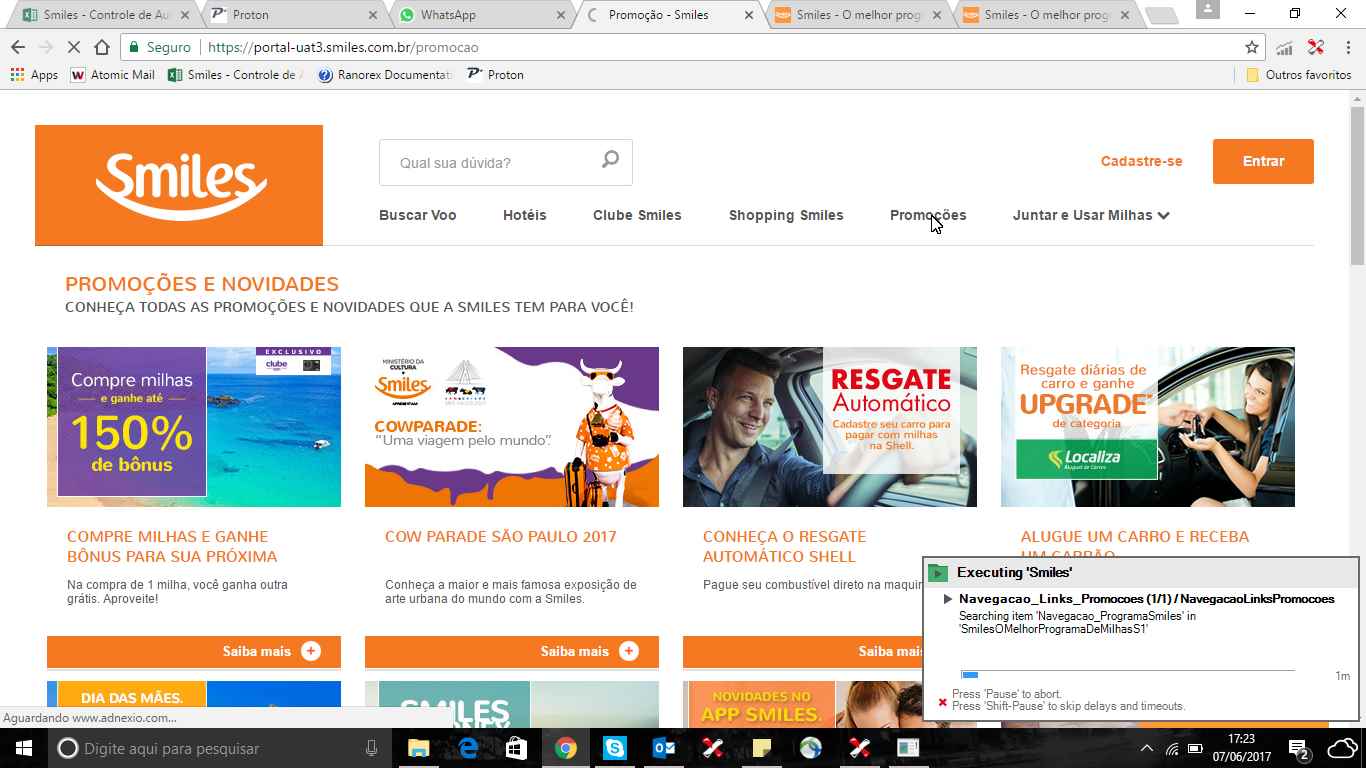 Smiles - Controle de Au
Proton
WhatsApp
Promoção - Smiles
Smiles - O melhor prog
Smiles - O melhor prog
Seguro
https://portal-uat3.smiles.com.br/promocao
Apps
Atomic Mail
Smiles - Controle de A
Ranorex Documentat
Proton
Outros favoritos
Smiles
Qual sua dúvida?
Cadastre-se
Entrar
Buscar Voo
Hotéis
Clube Smiles
Shopping Smiles
Promoções
Juntar e Usar Milhas
PROMOÇÕES E NOVIDADES
CONHEÇA TODAS AS PROMOÇÕES E NOVIDADES QUE A SMILES TEM PARA VOCÊ!
EXCLUSIVO
clube
Compre milhas
e ganhe até
150%
de bônus
MINISTÉRIO DA
CULTURA
Smiles
APRESENTAM
COWPARADE:
“Uma viagem pelo mundo”.
RESGATE
Automático
Cadastre seu carro para
pagar com milhas
na Shell.
Resgate diárias de
carro e ganhe
UPGRADE*
de categoria
Localiza
Aluguel de Carros
COMPRE MILHAS E GANHE
BÔNUS PARA SUA PRÓXIMA
Na compra de 1 milha, você ganha outra
grátis. Aproveite!
Saiba mais
COW PARADE SÃO PAULO 2017
Conheça a maior e mais famosa exposição de
arte urbana do mundo com a Smiles.
Saiba mais
CONHEÇA O RESGATE
AUTOMÁTICO SHELL
Pague seu combustível direto na maquin
Saiba mais
ALUGUE UM CARRO E RECEBA
UM CARRÃO
DIA DAS MÃES.
SMILES
NOVIDADES NO
APP SMILES.
Executing 'Smiles'
Navegacao_Links_Promocoes (1/1) / NavegacaoLinksPromocoes
Searching item 'Navegacao_ProgramaSmiles' in
'SmilesOMelhorProgramaDeMilhasS1'
1m
Press 'Pause' to abort.
Press 'Shift-Pause' to skip delays and timeouts.
Aguardando www.adnexio.com...
Digite aqui para pesquisar
17:23
07/06/2017
2